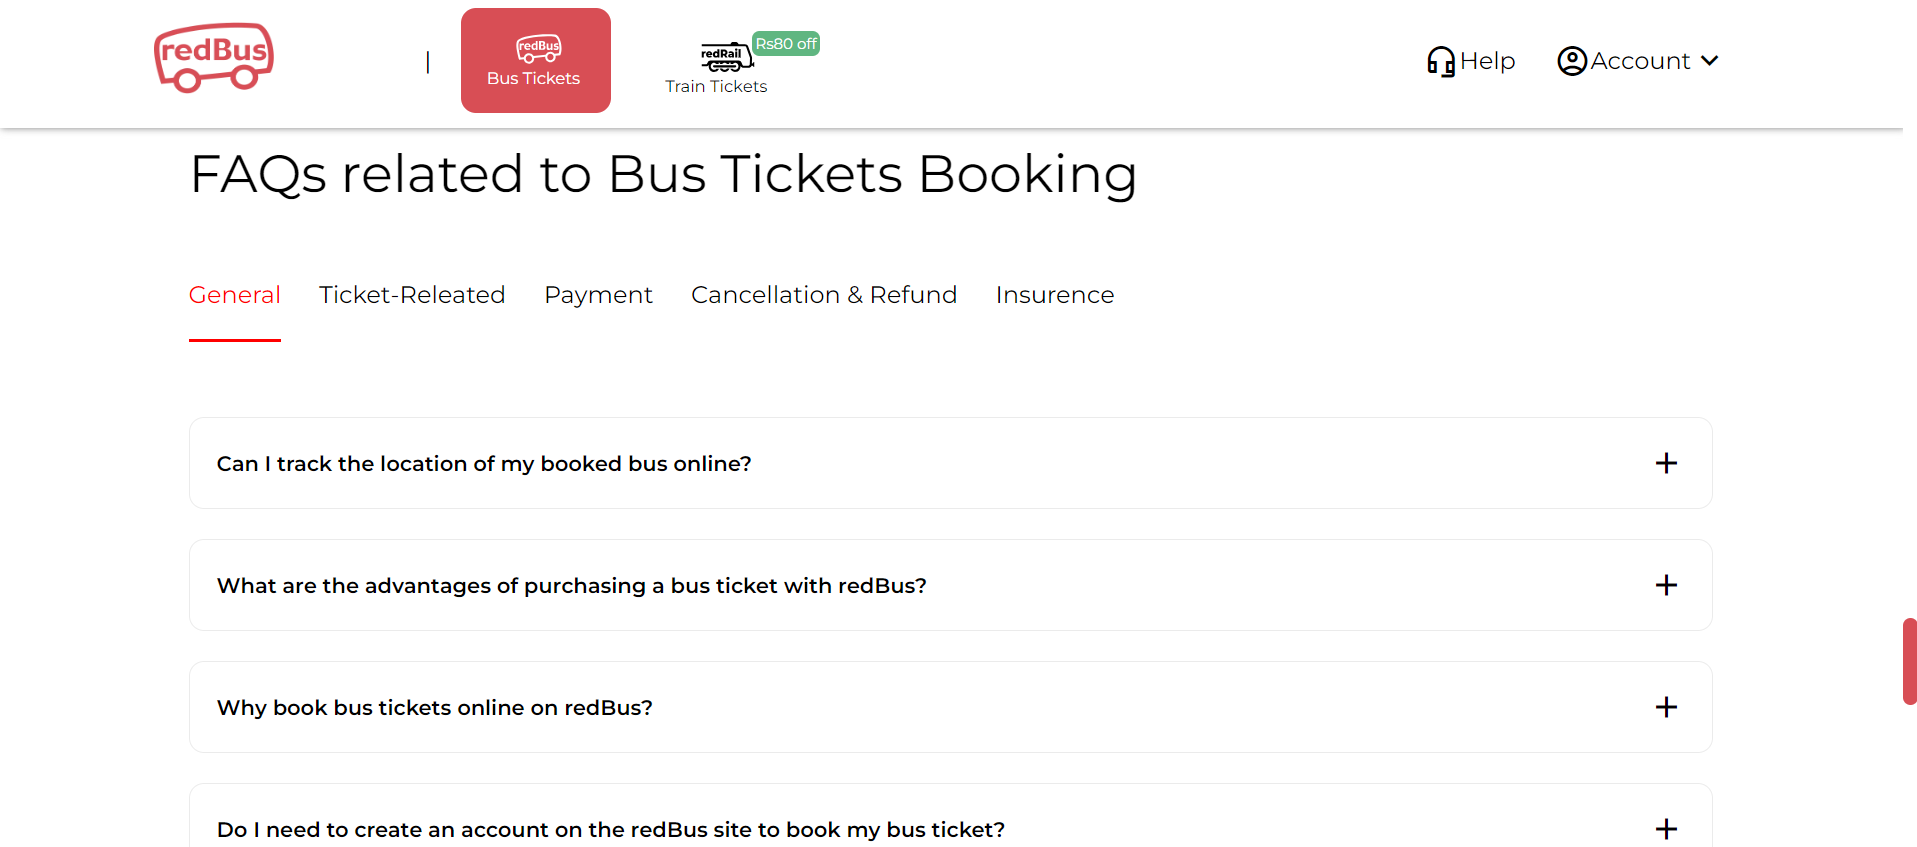 redBus
|
redBus
Bus Tickets
redRail
Rs80 off
Train Tickets
Help
Account
FAQs related to Bus Tickets Booking
General Ticket-Releated Payment Cancellation & Refund Insurence
Can I track the location of my booked bus online?
What are the advantages of purchasing a bus ticket with redBus?
Why book bus tickets online on redBus?
Do I need to create an account on the redBus site to book my bus ticket?